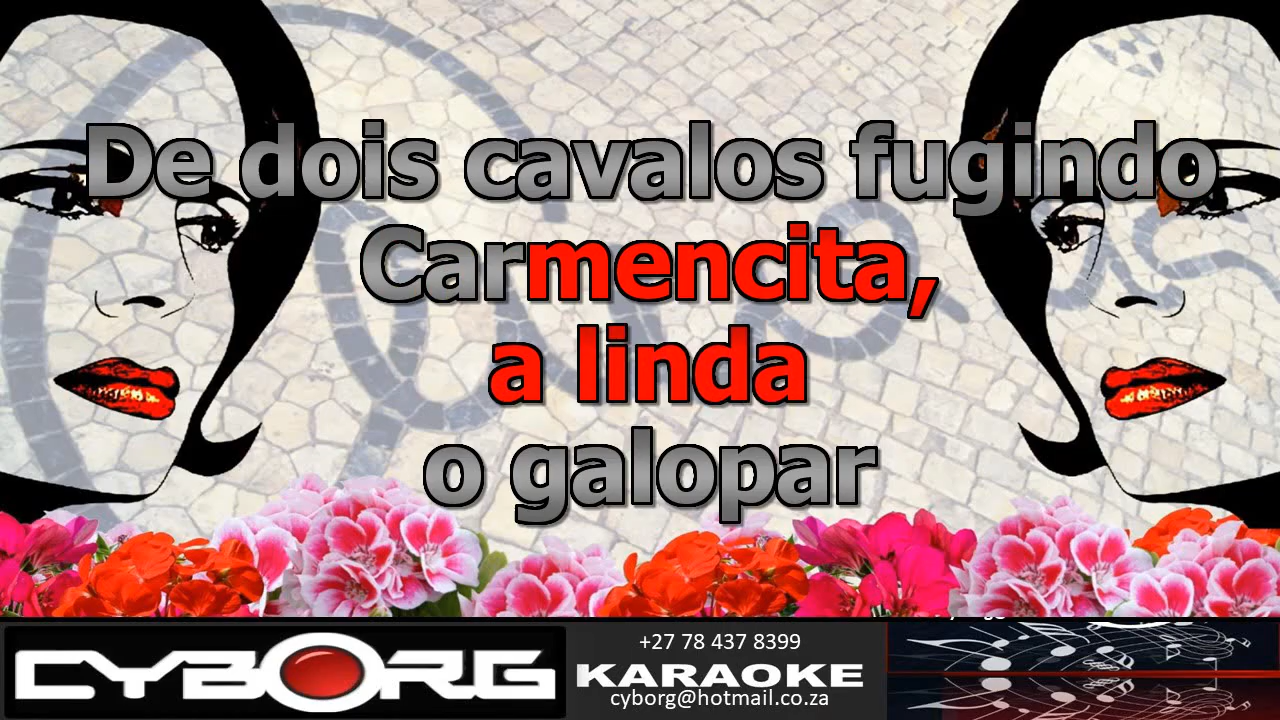 De dois cavalos fugindo
Carmencita,
a linda
o galopar
CYBORG
+27 78 437 8399
KARAOKE
cyborg@hotmail.co.za